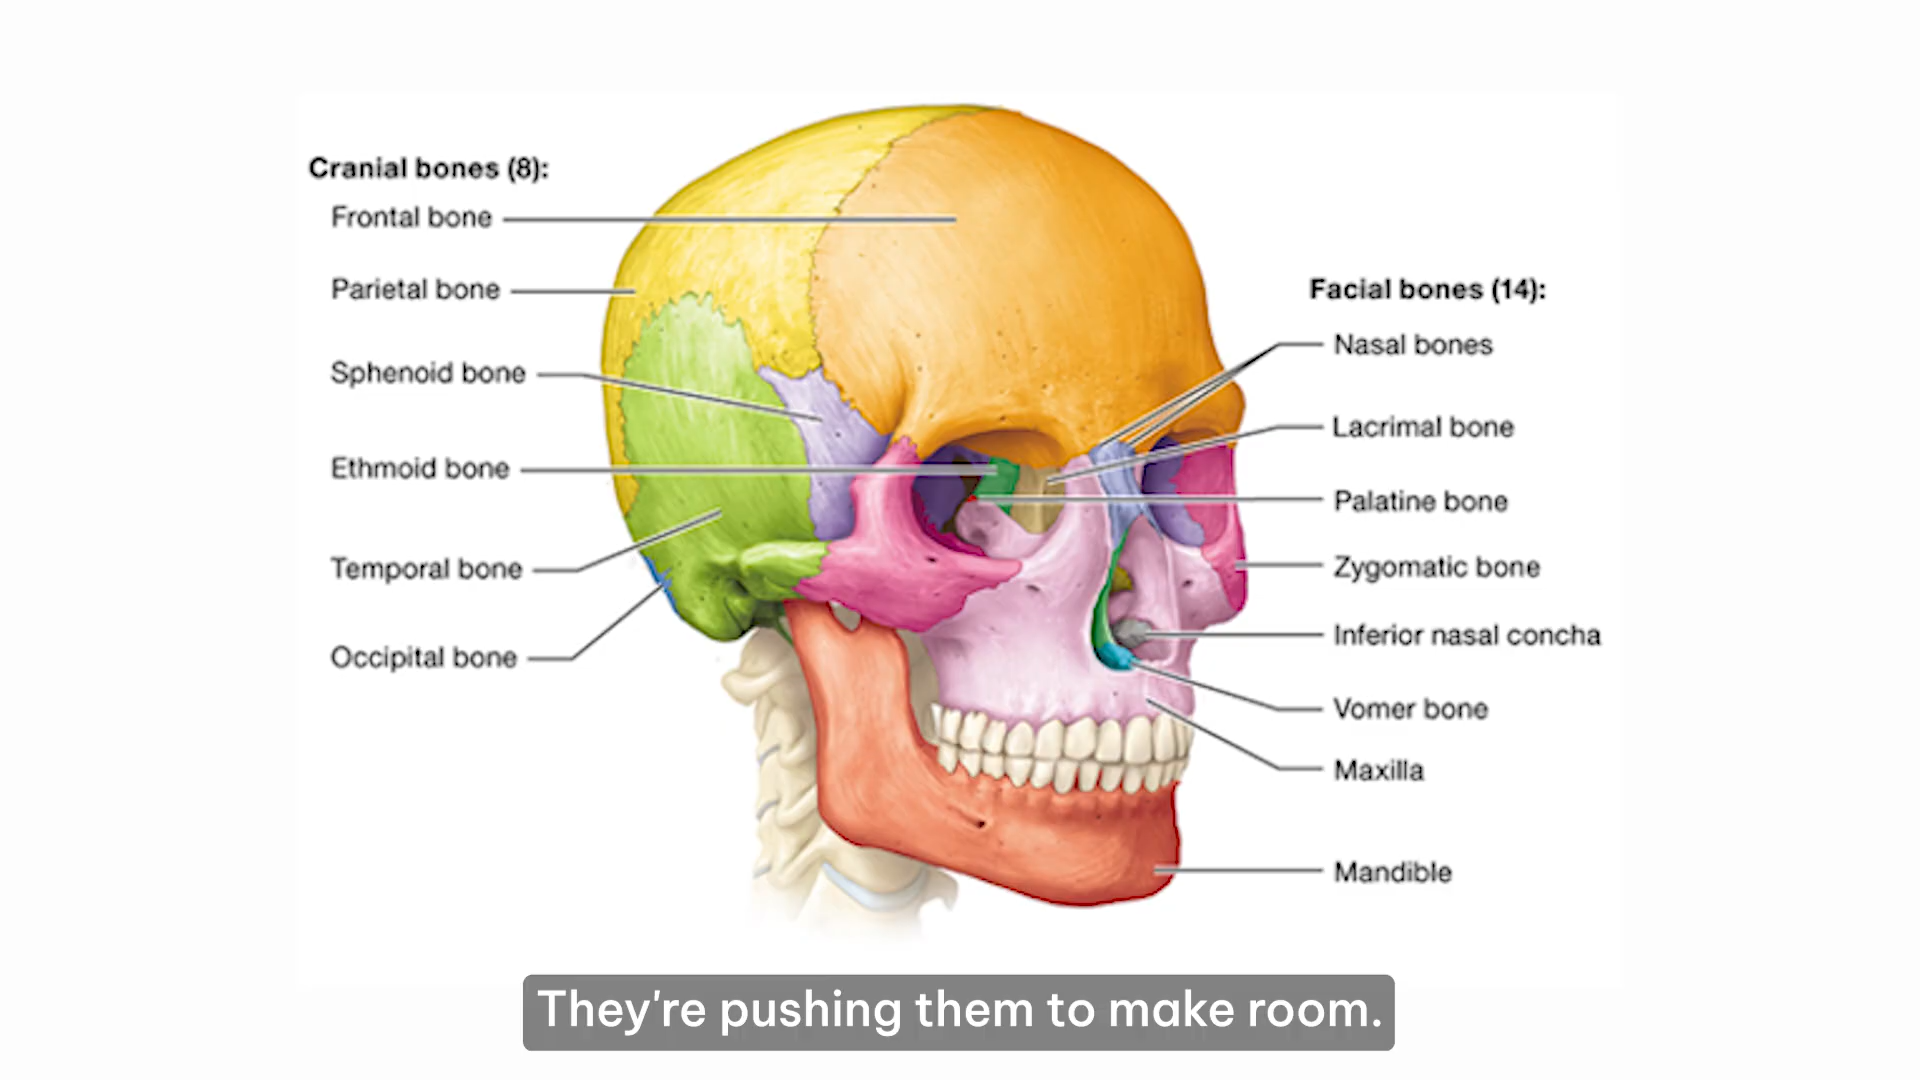 Cranial bones (8):
Frontal bone
Parietal bone
Sphenoid bone
Ethmoid bone
Temporal bone
Occipital bone
Facial bones (14):
Nasal bones
Lacrimal bone
Palatine bone
Zygomatic bone
Inferior nasal concha
Vomer bone
Maxilla
Mandible
They're pushing them to make room.